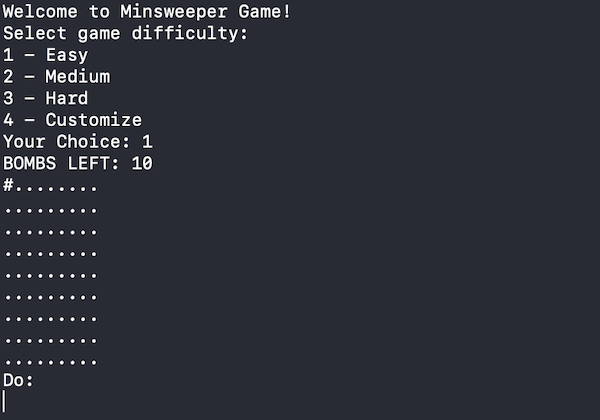 Welcome to Minsweeper Game!
Select game difficulty:
1 – Easy
2 – Medium
3 – Hard
4 – Customize
Your Choice: 1
BOMBS LEFT: 10
#........
.........
.........
.........
.........
.........
.........
.........
.........
Do: